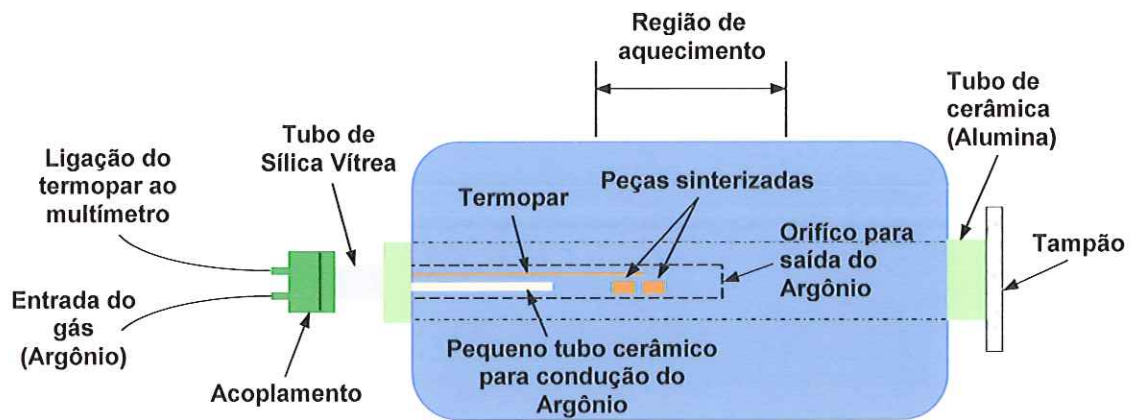 Região de
aquecimento
Tubo de
cerâmica
(Alumina)
Tubo de
Sílica Vítrea
Ligação do
termopar ao
multímetro
Termopar
Peças sinterizadas
Orifíco para
saída do
Argônio
Tampão
Entrada do
gás
(Argônio)
Acoplamento
Pequeno tubo cerâmico
para condução do
Argônio